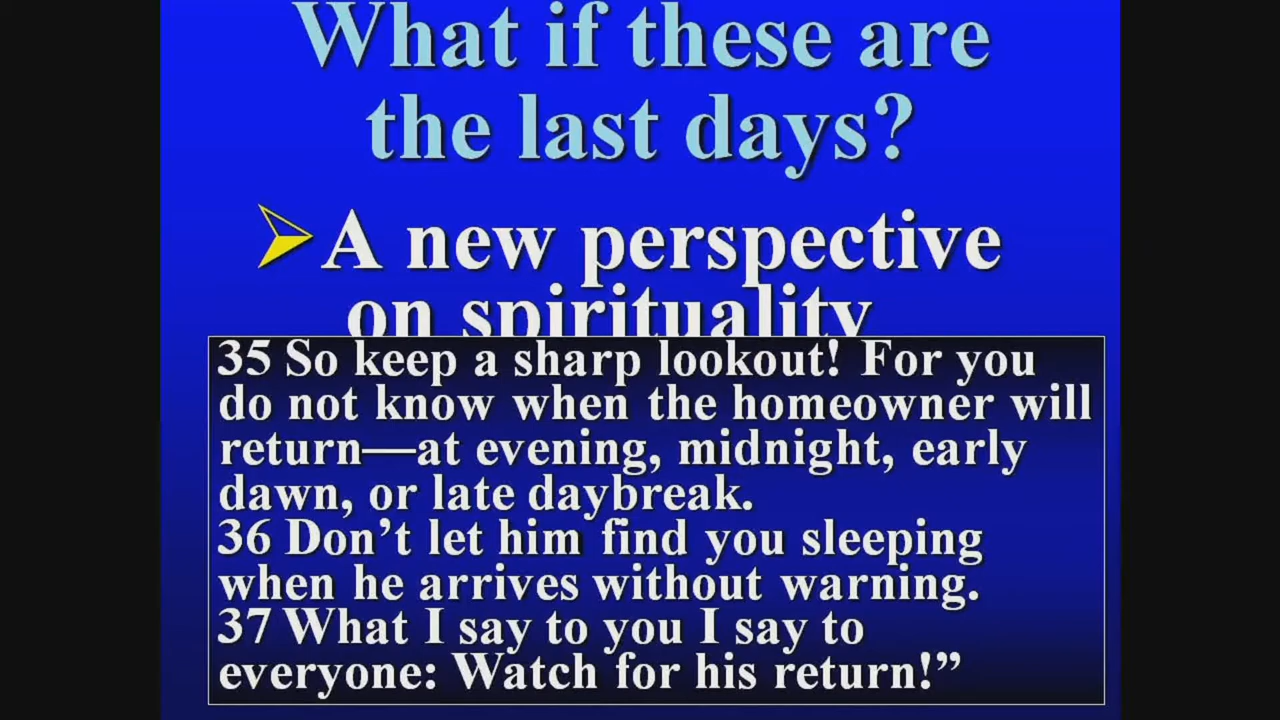 What if these are
the last days?
A new perspective
on spirituality
35 So keep a sharp lookout! For you
do not know when the homeowner will
return—at evening, midnight, early
dawn, or late daybreak.
36 Don’t let him find you sleeping
when he arrives without warning.
37 What I say to you I say to
everyone: Watch for his return!”